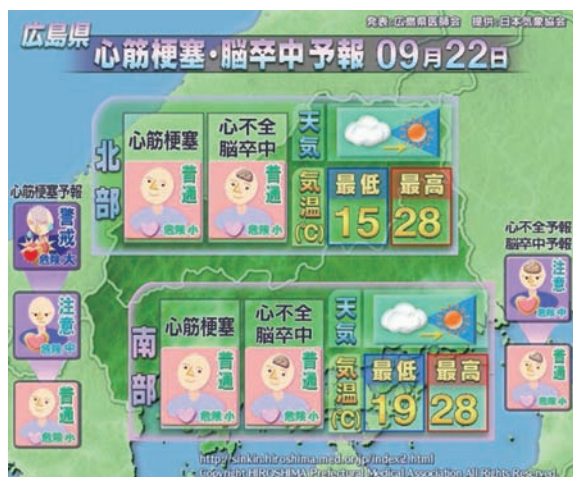 発表:広島県医師会 提供:日本気象協会
広島県
心筋梗塞・脳卒中予報 09月22日
北部
心筋梗塞
普通
危険 小
心不全
脳卒中
普通
危険 小
天気
気温(℃)
最低
15
最高
28
心筋梗塞予報
警戒
危険 大
注意
危険 中
普通
危険 小
心不全予報
脳卒中予報
注意
危険 中
普通
危険 小
南部
心筋梗塞
普通
危険 小
心不全
脳卒中
普通
危険 小
天気
気温(℃)
最低
19
最高
28
http://sinkin.hiroshima.med.or.jp/index2.html
Copyright HIROSHIMA Prefectural Medical Association. All Rights Reserved.